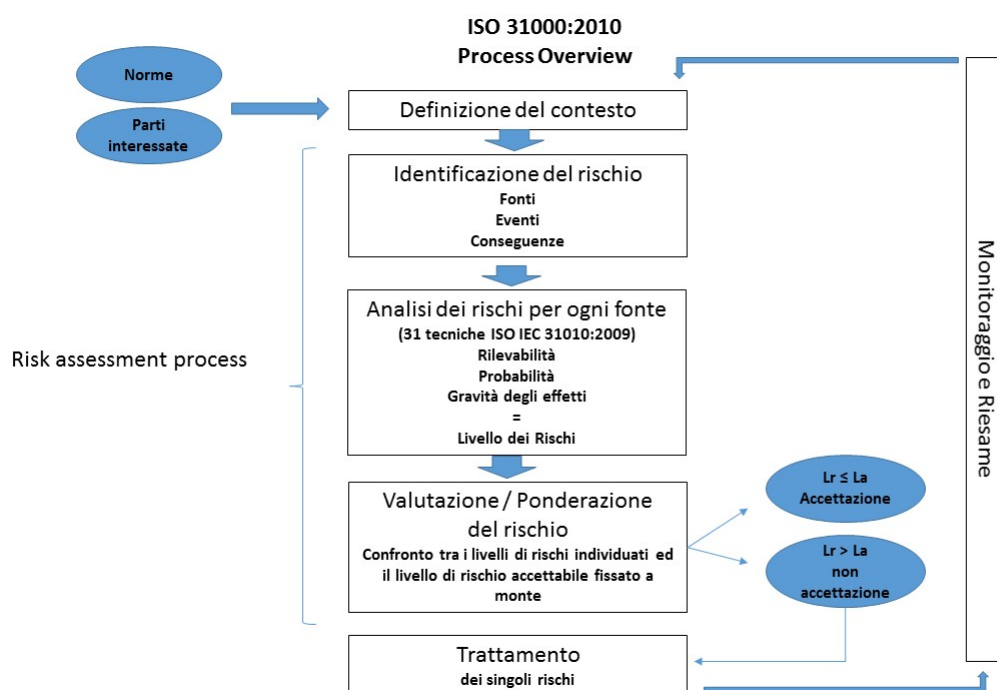 ISO 31000:2010
Process Overview
Norme
Parti
interessate
Definizione del contesto
Identificazione del rischio
Fonti
Eventi
Conseguenze
Analisi dei rischi per ogni fonte
(31 tecniche ISO IEC 31010:2009)
Rilevabilità
Probabilità
Gravità degli effetti
=
Livello dei Rischi
Risk assessment process
Valutazione / Ponderazione
del rischio
Confronto tra i livelli di rischi individuati ed
il livello di rischio accettabile fissato a
monte
Lr ≤ La
Accettazione
Lr > La
non
accettazione
Trattamento
dei singoli rischi
Monitoraggio e Riesame